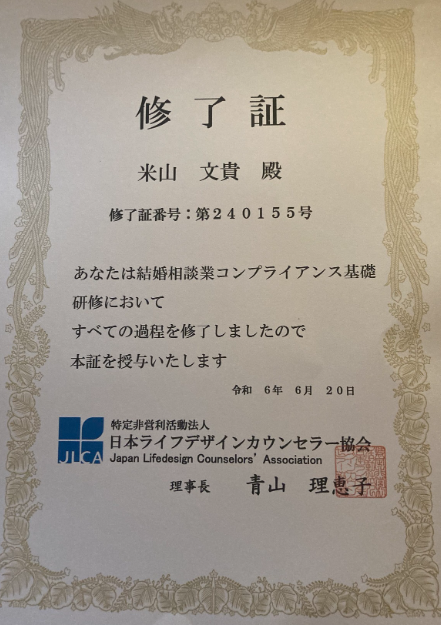 修了証
米山 文貴 殿
修了証番号：第240155号
あなたは結婚相談業コンプライアンス基礎
研修において
すべての過程を修了しましたので
本証を授与いたします
令和 6年 6月 20日
JLCA
特定非営利活動法人
日本ライフデザインカウンセラー協会
Japan Lifedesign Counselors' Association
理事長 青山 理恵子